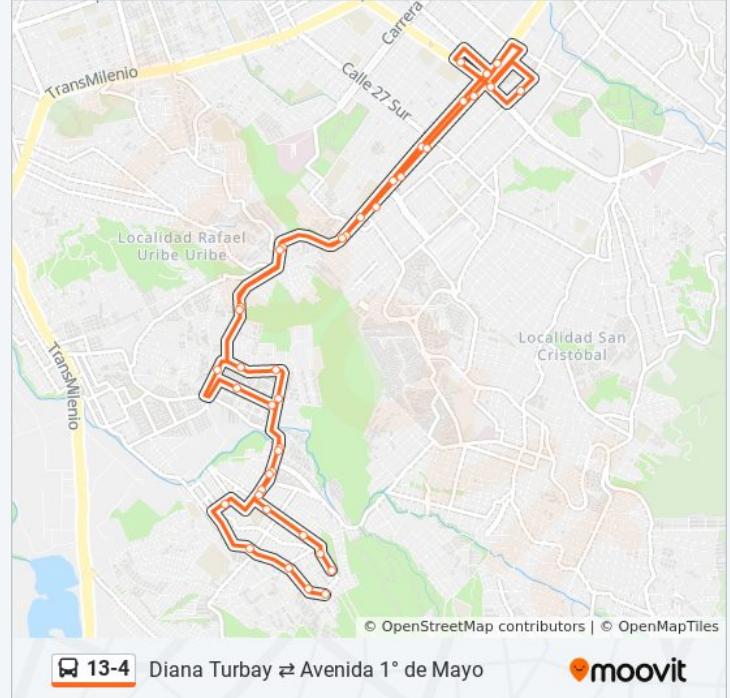 Carrera
TransMilenio
Calle 27 Sur
Localidad Rafael
Uribe Uribe
Localidad San
Cristóbal
TransMilenio
© OpenStreetMap contributors | © OpenMapTiles
13-4 Diana Turbay ⇄ Avenida 1° de Mayo
moovit